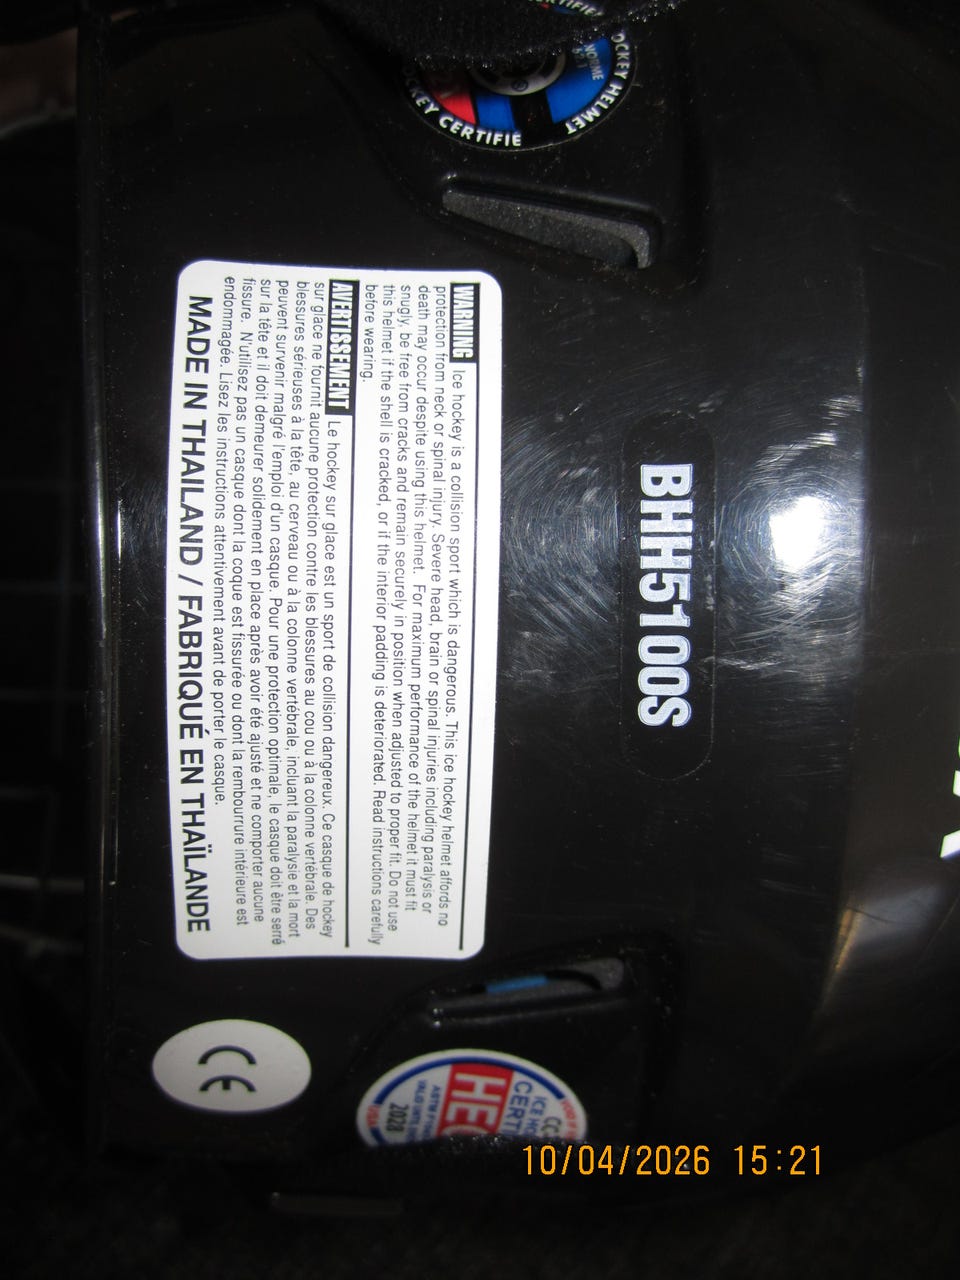 OCKEY HELMET
NORME
OCKEY CERTIFIÉ
BHH5100S
WARNING Ice hockey is a collision sport which is dangerous. This ice hockey helmet affords no
protection from neck or spinal injury. Severe head, brain or spinal injuries including paralysis or
death may occur despite using this helmet. For maximum performance of the helmet it must fit
snugly, be free from cracks and remain securely in position when adjusted to proper fit. Do not use
this helmet if the shell is cracked, or if the interior padding is deteriorated. Read instructions carefully
before wearing.
AVERTISSEMENT Le hockey sur glace est un sport de collision dangereux. Ce casque de hockey
sur glace ne fournit aucune protection contre les blessures au cou ou à la colonne vertébrale. Des
blessures sérieuses à la tête, au cerveau ou à la colonne vertébrale, incluant la paralysie et la mort
peuvent survenir malgré l'emploi d'un casque. Pour une protection optimale, le casque doit être serré
sur la tête et il doit demeurer solidement en place après avoir été ajusté et ne comporter aucune
fissure. N'utilisez pas un casque dont la coque est fissurée ou dont la rembourrure intérieure est
endommagée. Lisez les instructions attentivement avant de porter le casque.
MADE IN THAILAND / FABRIQUÉ EN THAÏLANDE
CE
ICE HO
CERT
HEC
2028
USA
10/04/2026 15:21